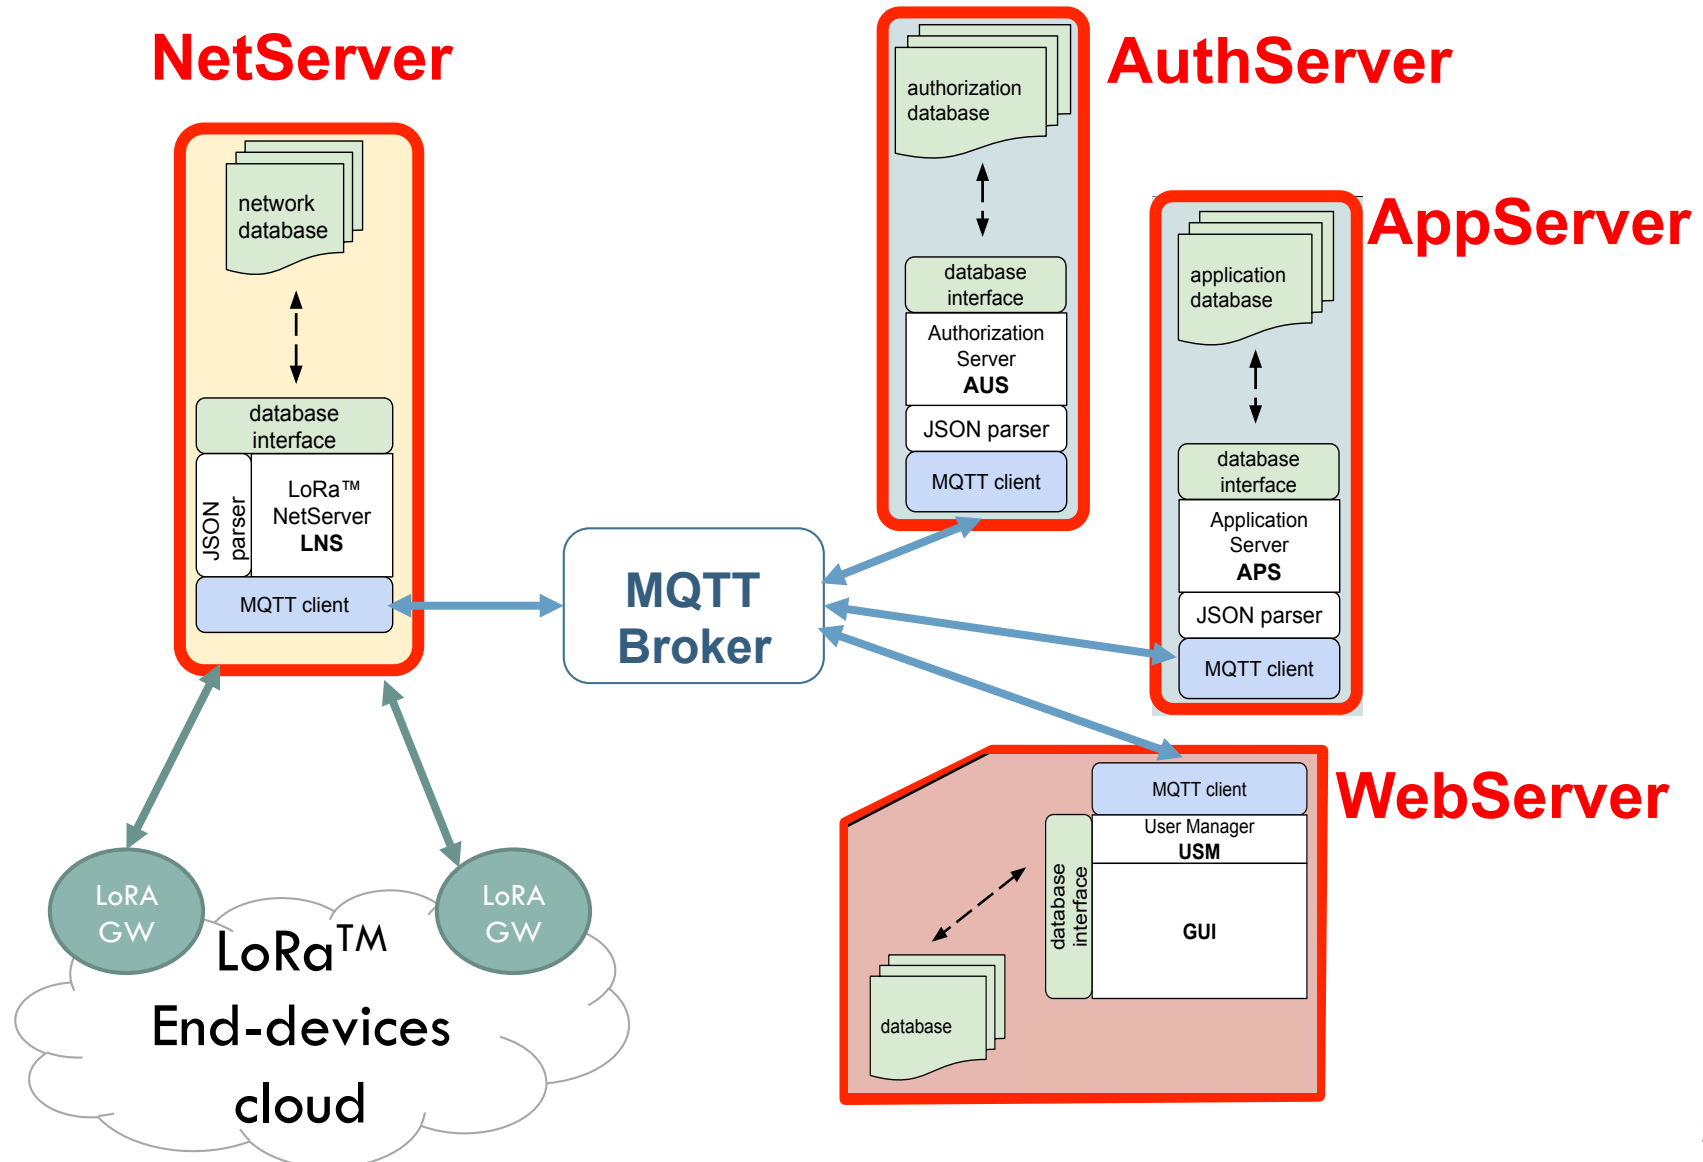 NetServer
network
database
database
interface
JSON
parser
LoRa™
NetServer
LNS
MQTT client
AuthServer
authorization
database
database
interface
Authorization
Server
AUS
JSON parser
MQTT client
AppServer
application
database
database
interface
Application
Server
APS
JSON parser
MQTT client
MQTT
Broker
WebServer
MQTT client
User Manager
USM
GUI
database
interface
database
LoRA
GW
LoRA
GW
LoRa™
End-devices
cloud